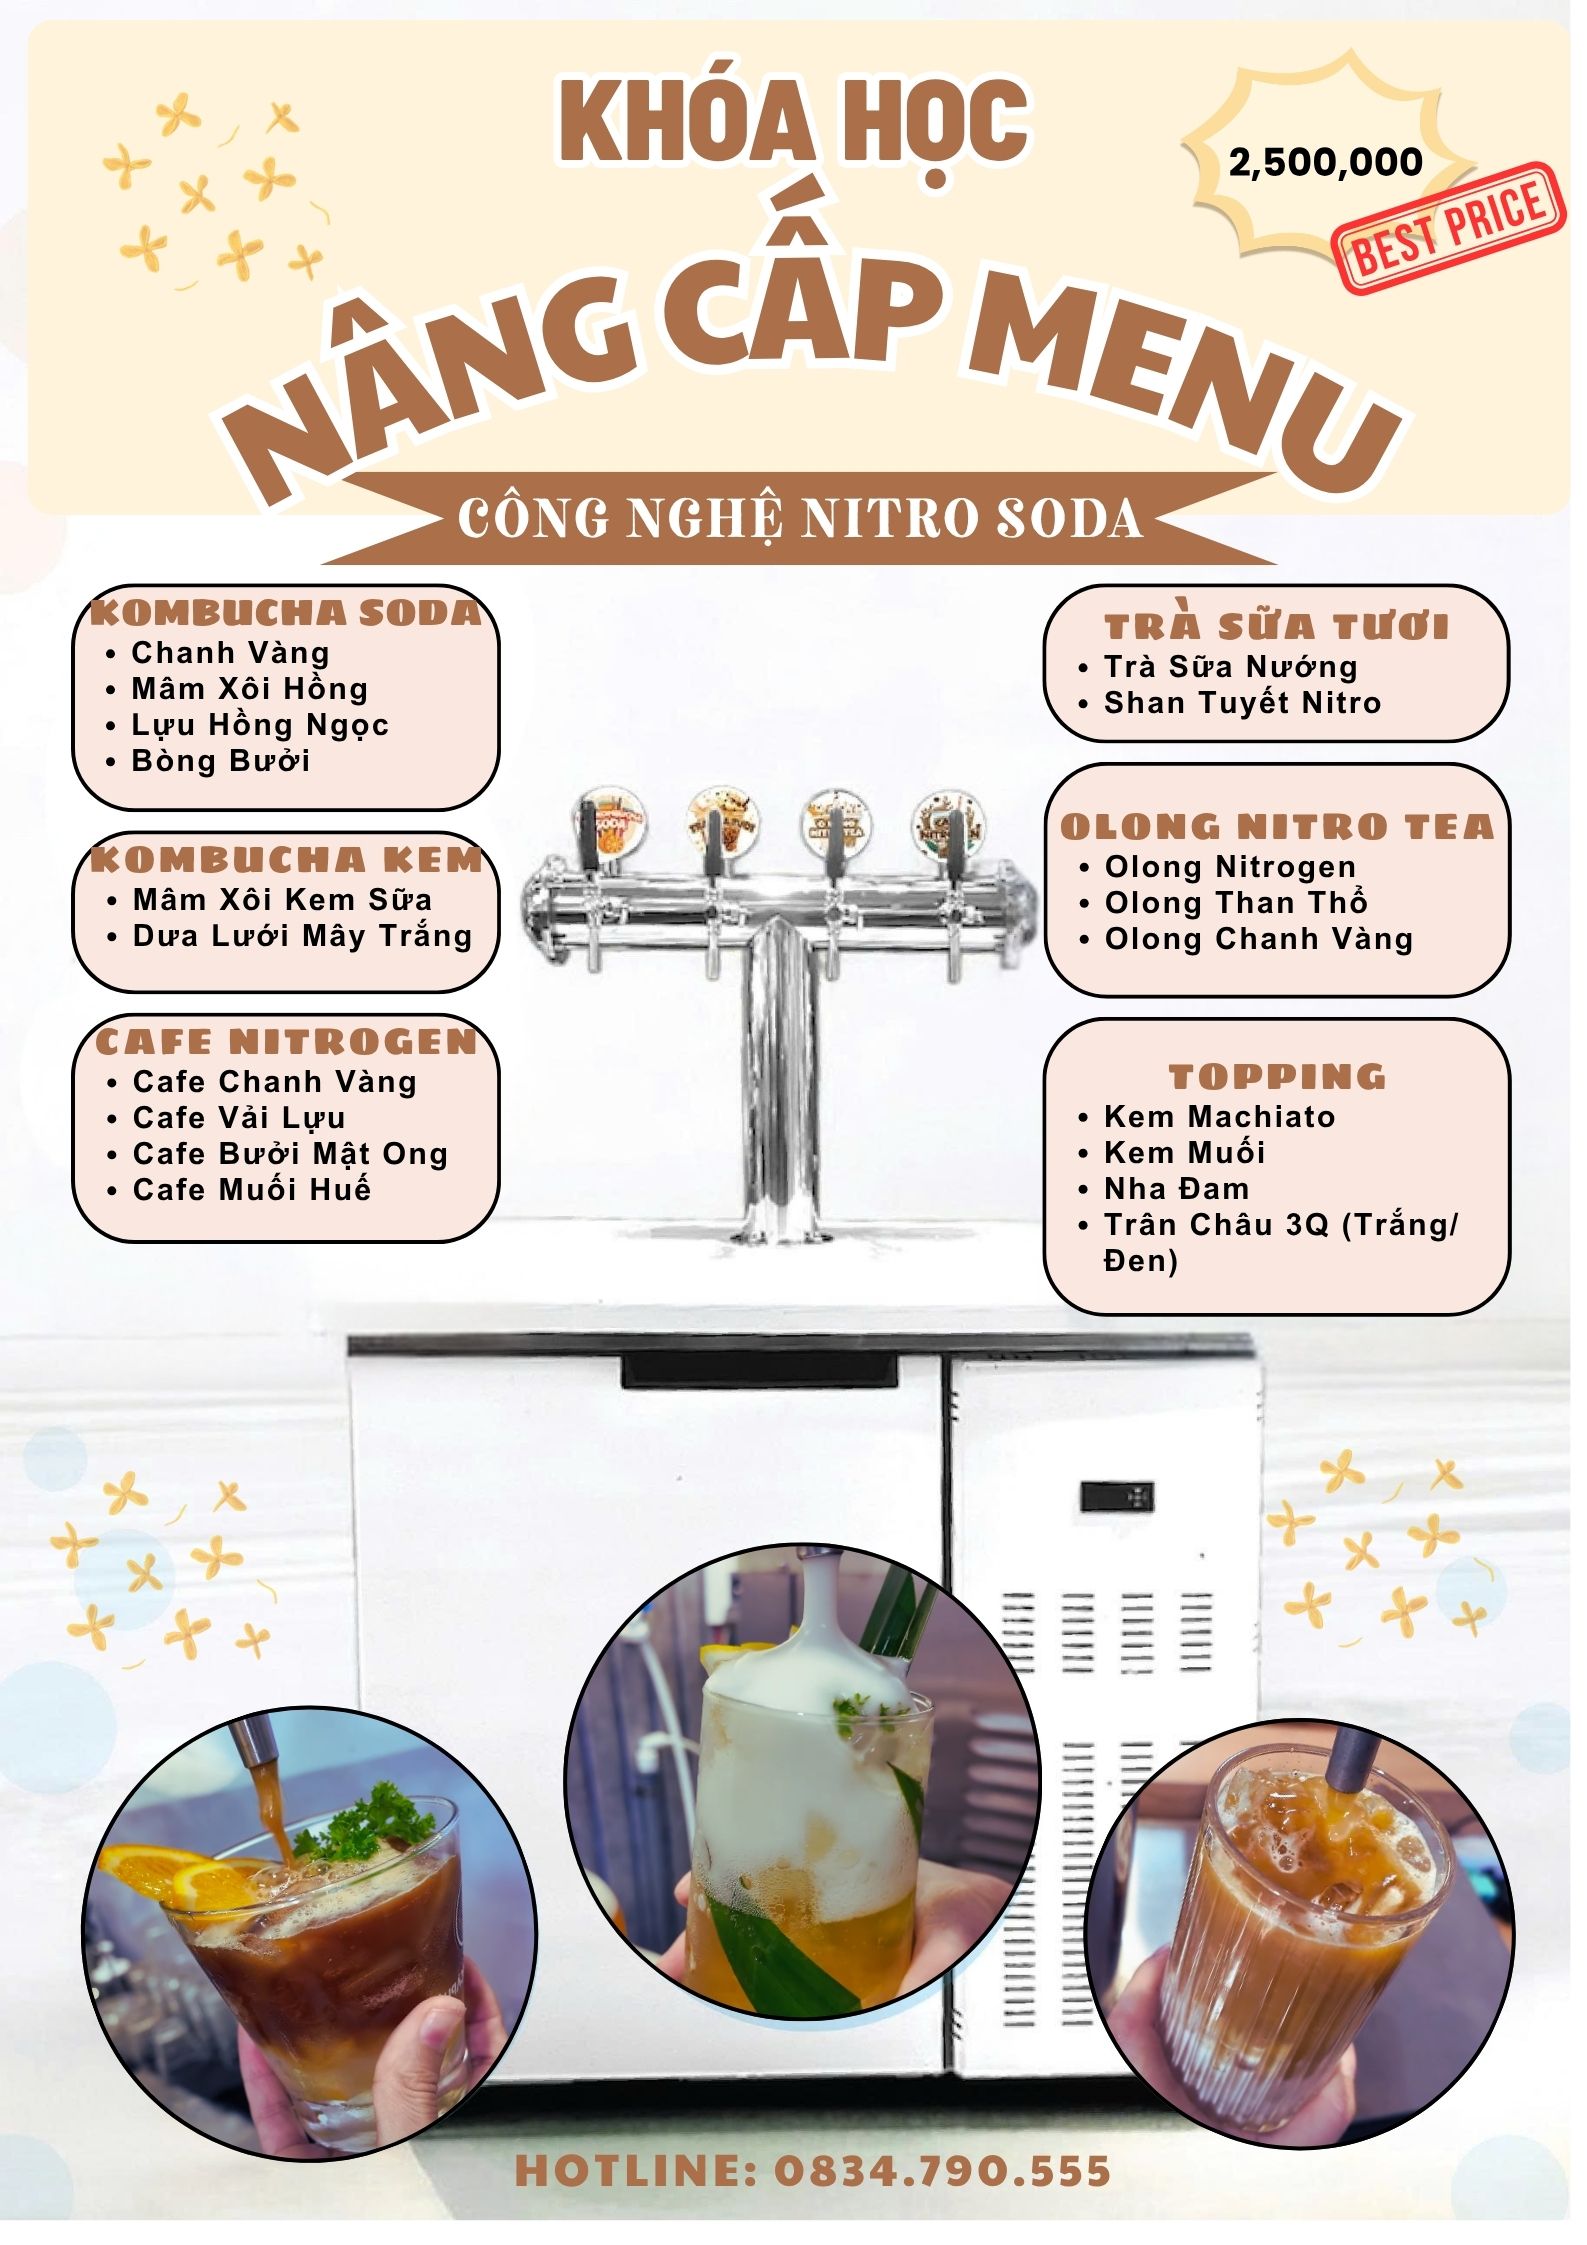 KHÓA HỌC
2,500,000
BEST PRICE
NÂNG CẤP MENU
CÔNG NGHỆ NITRO SODA
KOMBUCHA SODA
• Chanh Vàng
• Mâm Xôi Hồng
• Lựu Hồng Ngọc
• Bòng Bưởi
KOMBUCHA KEM
• Mâm Xôi Kem Sữa
• Dưa Lưới Mây Trắng
CAFE NITROGEN
• Cafe Chanh Vàng
• Cafe Vải Lựu
• Cafe Bưởi Mật Ong
• Cafe Muối Huế
TRÀ SỮA TƯƠI
• Trà Sữa Nướng
• Shan Tuyết Nitro
OLONG NITRO TEA
• Olong Nitrogen
• Olong Than Thổ
• Olong Chanh Vàng
TOPPING
• Kem Machiato
• Kem Muối
• Nha Đam
• Trân Châu 3Q (Trắng/
Đen)
HOTLINE: 0834.790.555